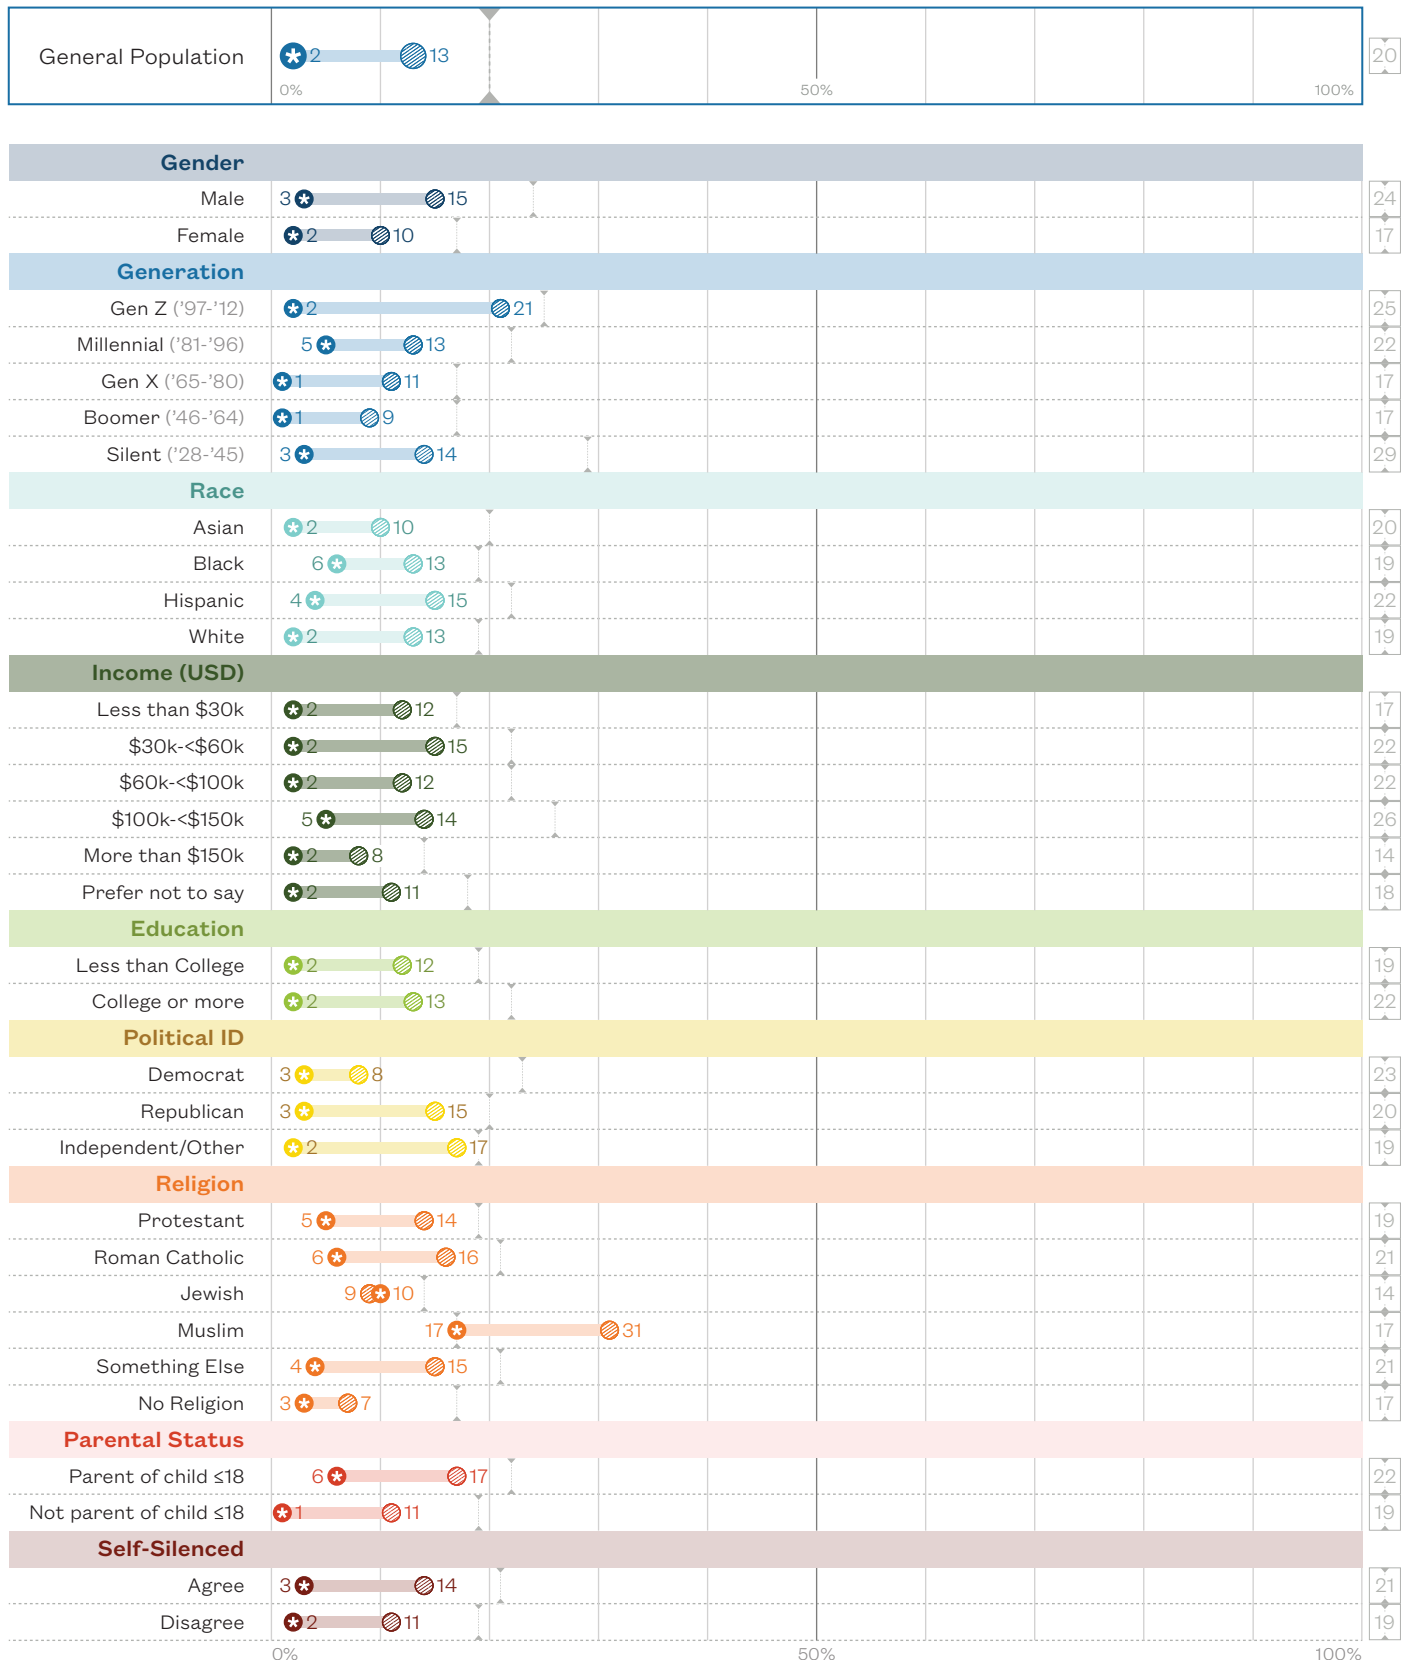 General Population 2 13 20
0% 50% 100%
Gender
Male 3 15 24
Female 2 10 17
Generation
Gen Z ('97-'12) 2 21 25
Millennial ('81-'96) 5 13 22
Gen X ('65-'80) 1 11 17
Boomer ('46-'64) 1 9 17
Silent ('28-'45) 3 14 29
Race
Asian 2 10 20
Black 6 13 19
Hispanic 4 15 22
White 2 13 19
Income (USD)
Less than $30k 2 12 17
$30k-<$60k 2 15 22
$60k-<$100k 2 12 22
$100k-<$150k 5 14 26
More than $150k 2 8 14
Prefer not to say 2 11 18
Education
Less than College 2 12 19
College or more 2 13 22
Political ID
Democrat 3 8 23
Republican 3 15 20
Independent/Other 2 17 19
Religion
Protestant 5 14 19
Roman Catholic 6 16 21
Jewish 9 10 14
Muslim 17 31 17
Something Else 4 15 21
No Religion 3 7 17
Parental Status
Parent of child ≤18 6 17 22
Not parent of child ≤18 1 11 19
Self-Silenced
Agree 3 14 21
Disagree 2 11 19
0% 50% 100%